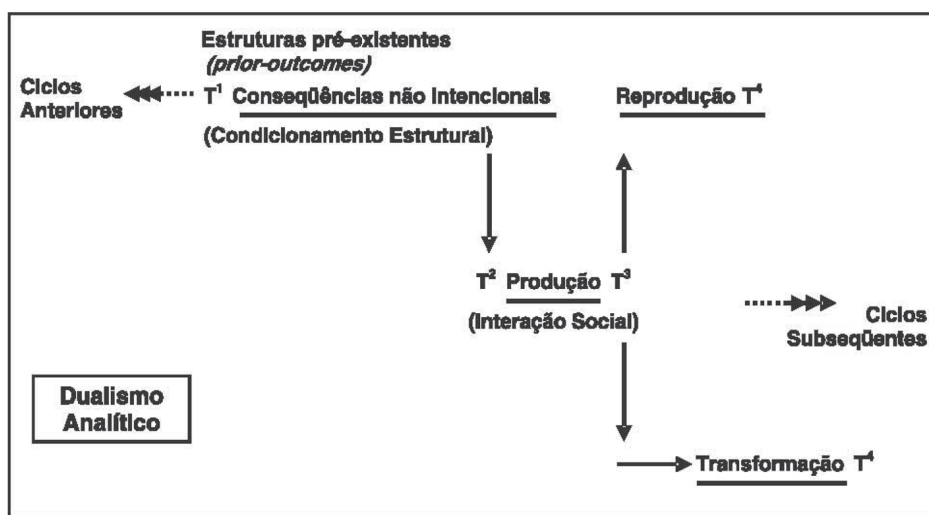 Estruturas pré-existentes
(prior-outcomes)
Ciclos
Anteriores
T¹ Conseqüências não intencionais
(Condicionamento Estrutural)
Reprodução T⁴
T² Produção T³
(Interação Social)
Ciclos
Subseqüentes
Dualismo
Analítico
Transformação T⁴